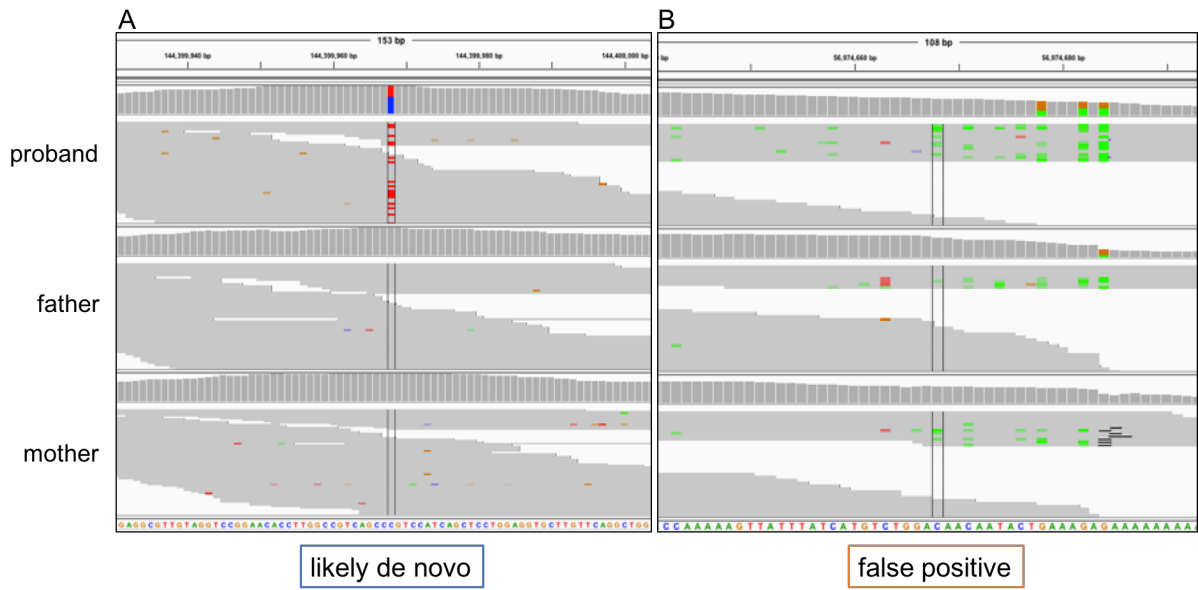 A
B
153 bp
108 bp
144,399,940 bp
144,399,960 bp
144,399,980 bp
144,400,000 bp
bp
56,974,660 bp
56,974,680 bp
proband
father
mother
GAGGCGTTGTAGGTCCGGAACACCTTGGCCGTCAGCCCGTCCATCAGCTCCTGGAGGTGCTTGTTCAGGCTGG
CCAAAAAGTTATTTATCATGTCTGGACAACAATACTGAAAGAGAAAAAAAAA
likely de novo
false positive